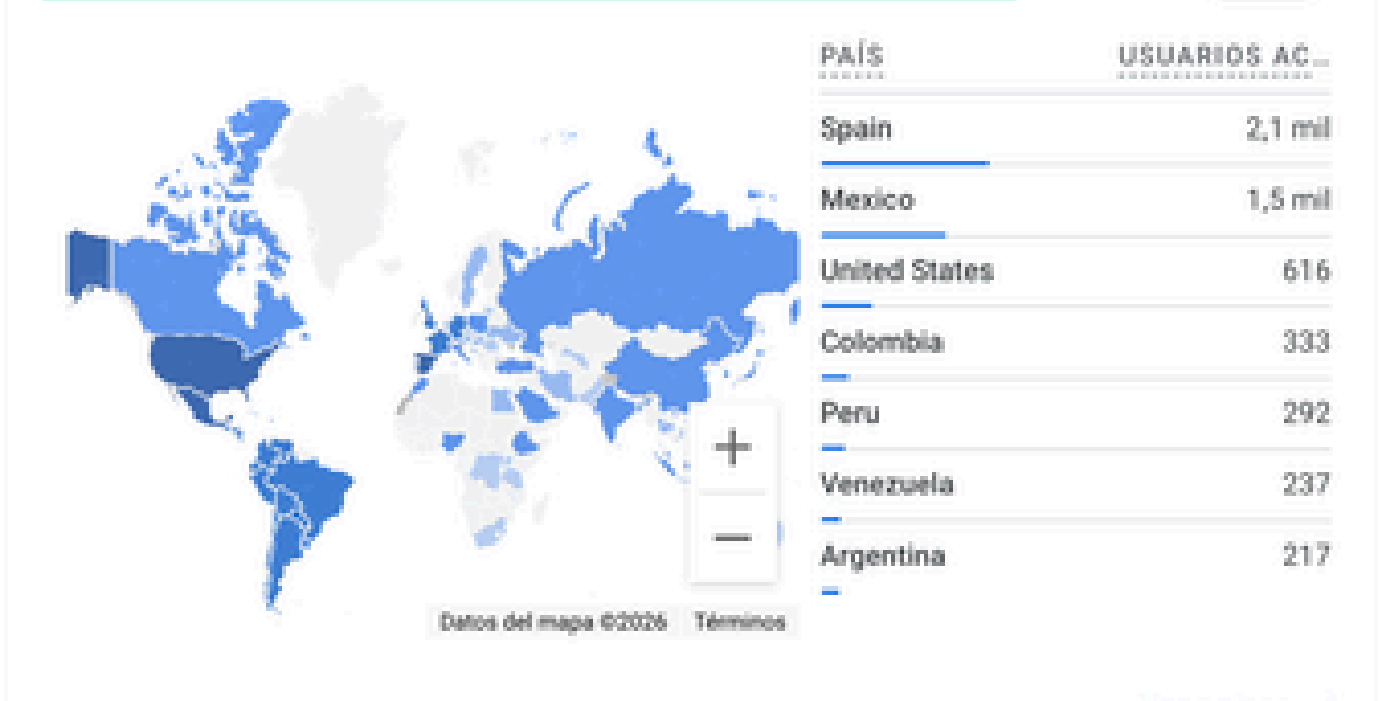 PAÍS USUARIOS AC...
Spain 2,1 mil
Mexico 1,5 mil
United States 616
Colombia 333
Peru 292
Venezuela 237
Argentina 217
+
−
Datos del mapa ©2026 Términos